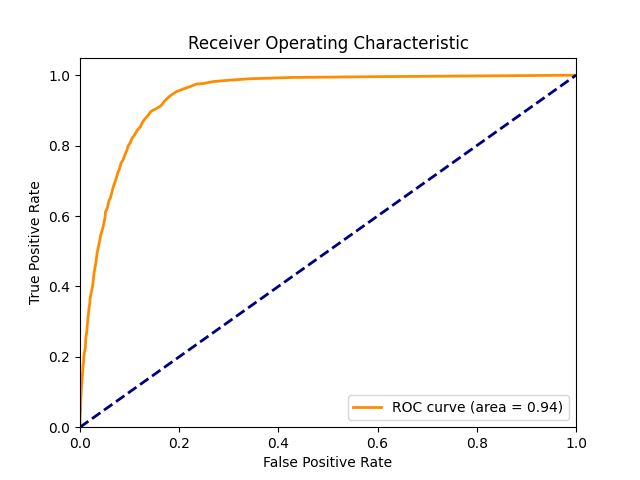 Receiver Operating Characteristic
1.0
0.8
0.6
0.4
0.2
0.0
True Positive Rate
ROC curve (area = 0.94)
0.0 0.2 0.4 0.6 0.8 1.0
False Positive Rate